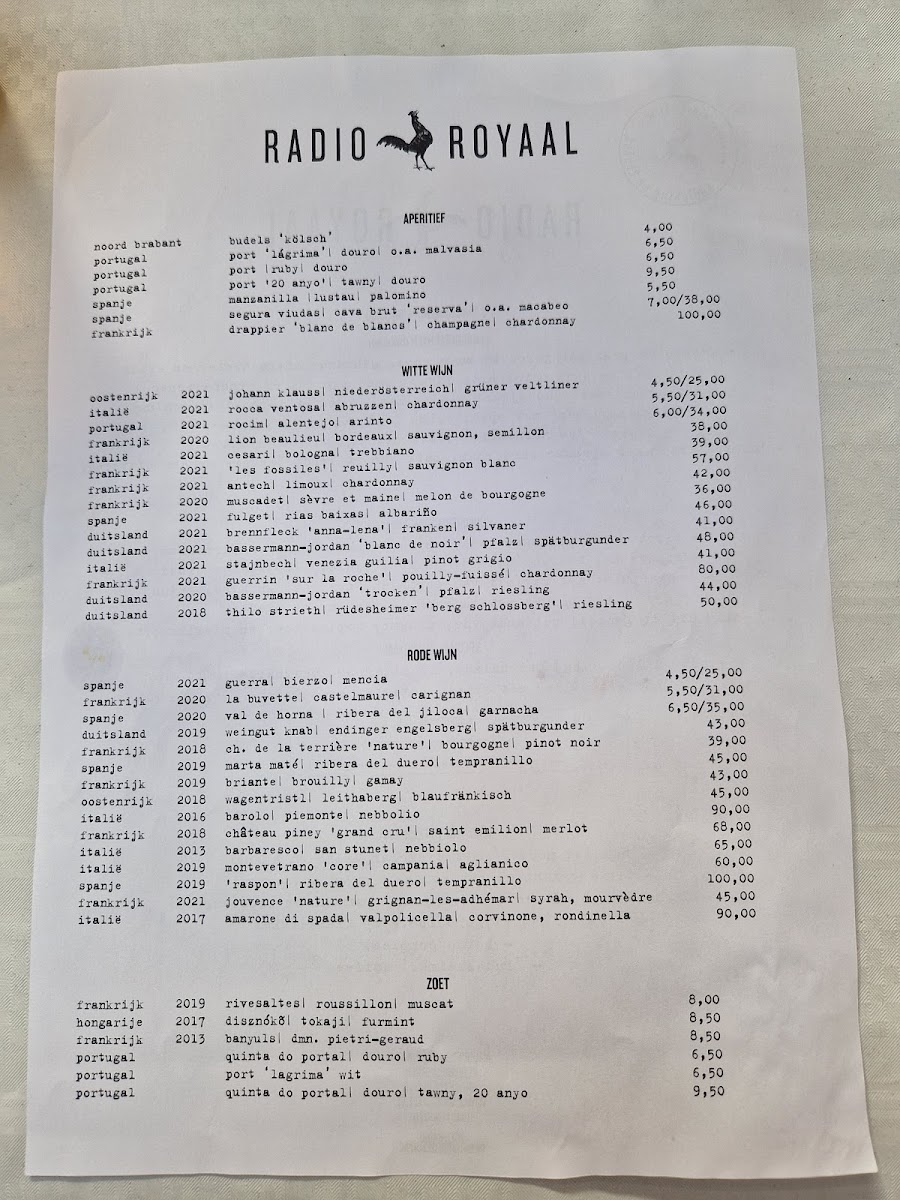 RADIO ROYAAL
APERITIEF
noord brabant budels 'kölsch' 4,00
portugal port 'lágrima'| douro| o.a. malvasia 6,50
portugal port |ruby| douro 6,50
portugal port '20 anyo'| tawny| douro 9,50
spanje manzanilla |lustau| palomino 5,50
spanje segura viudas| cava brut 'reserva'| o.a. macabeo 7,00/38,00
frankrijk drappier 'blanc de blancs'| champagne| chardonnay 100,00
WITTE WIJN
oostenrijk 2021 johann klauss| niederösterreich| grüner veltliner 4,50/25,00
italië 2021 rocca ventosa| abruzzen| chardonnay 5,50/31,00
portugal 2021 rocim| alentejo| arinto 6,00/34,00
frankrijk 2020 lion beaulieu| bordeaux| sauvignon, semillon 38,00
italië 2021 cesari| bologna| trebbiano 39,00
frankrijk 2021 'les fossiles'| reuilly| sauvignon blanc 57,00
frankrijk 2021 antech| limoux| chardonnay 42,00
frankrijk 2020 muscadet| sèvre et maine| melon de bourgogne 36,00
spanje 2021 fulget| rias baixas| albariño 46,00
duitsland 2021 brennfleck 'anna-lena'| franken| silvaner 41,00
duitsland 2021 bassermann-jordan 'blanc de noir'| pfalz| spätburgunder 48,00
italië 2021 stajnbech| venezia guilia| pinot grigio 41,00
frankrijk 2021 guerrin 'sur la roche'| pouilly-fuissé| chardonnay 80,00
duitsland 2020 bassermann-jordan 'trocken'| pfalz| riesling 44,00
duitsland 2018 thilo strieth| rüdesheimer 'berg schlossberg'| riesling 50,00
RODE WIJN
spanje 2021 guerra| bierzo| mencia 4,50/25,00
frankrijk 2020 la buvette| castelmaure| carignan 5,50/31,00
spanje 2020 val de horna | ribera del jiloca| garnacha 6,50/35,00
duitsland 2019 weingut knab| endinger engelsberg| spätburgunder 43,00
frankrijk 2018 ch. de la terrière 'nature'| bourgogne| pinot noir 39,00
spanje 2019 marta maté| ribera del duero| tempranillo 45,00
frankrijk 2019 briante| brouilly| gamay 43,00
oostenrijk 2018 wagentristl| leithaberg| blaufränkisch 45,00
italië 2016 barolo| piemonte| nebbolio 90,00
frankrijk 2018 château piney 'grand cru'| saint emilion| merlot 68,00
italië 2013 barbaresco| san stunet| nebbiolo 65,00
italië 2019 montevetrano 'core'| campania| aglianico 60,00
spanje 2019 'raspon'| ribera del duero| tempranillo 100,00
frankrijk 2021 jouvence 'nature'| grignan-les-adhémar| syrah, mourvèdre 45,00
italië 2017 amarone di spada| valpolicella| corvinone, rondinella 90,00
ZOET
frankrijk 2019 rivesaltes| roussillon| muscat 8,00
hongarije 2017 disznókõ| tokaji| furmint 8,50
frankrijk 2013 banyuls| dmn. pietri-geraud 8,50
portugal quinta do portal| douro| ruby 6,50
portugal port 'lagrima' wit 6,50
portugal quinta do portal| douro| tawny, 20 anyo 9,50